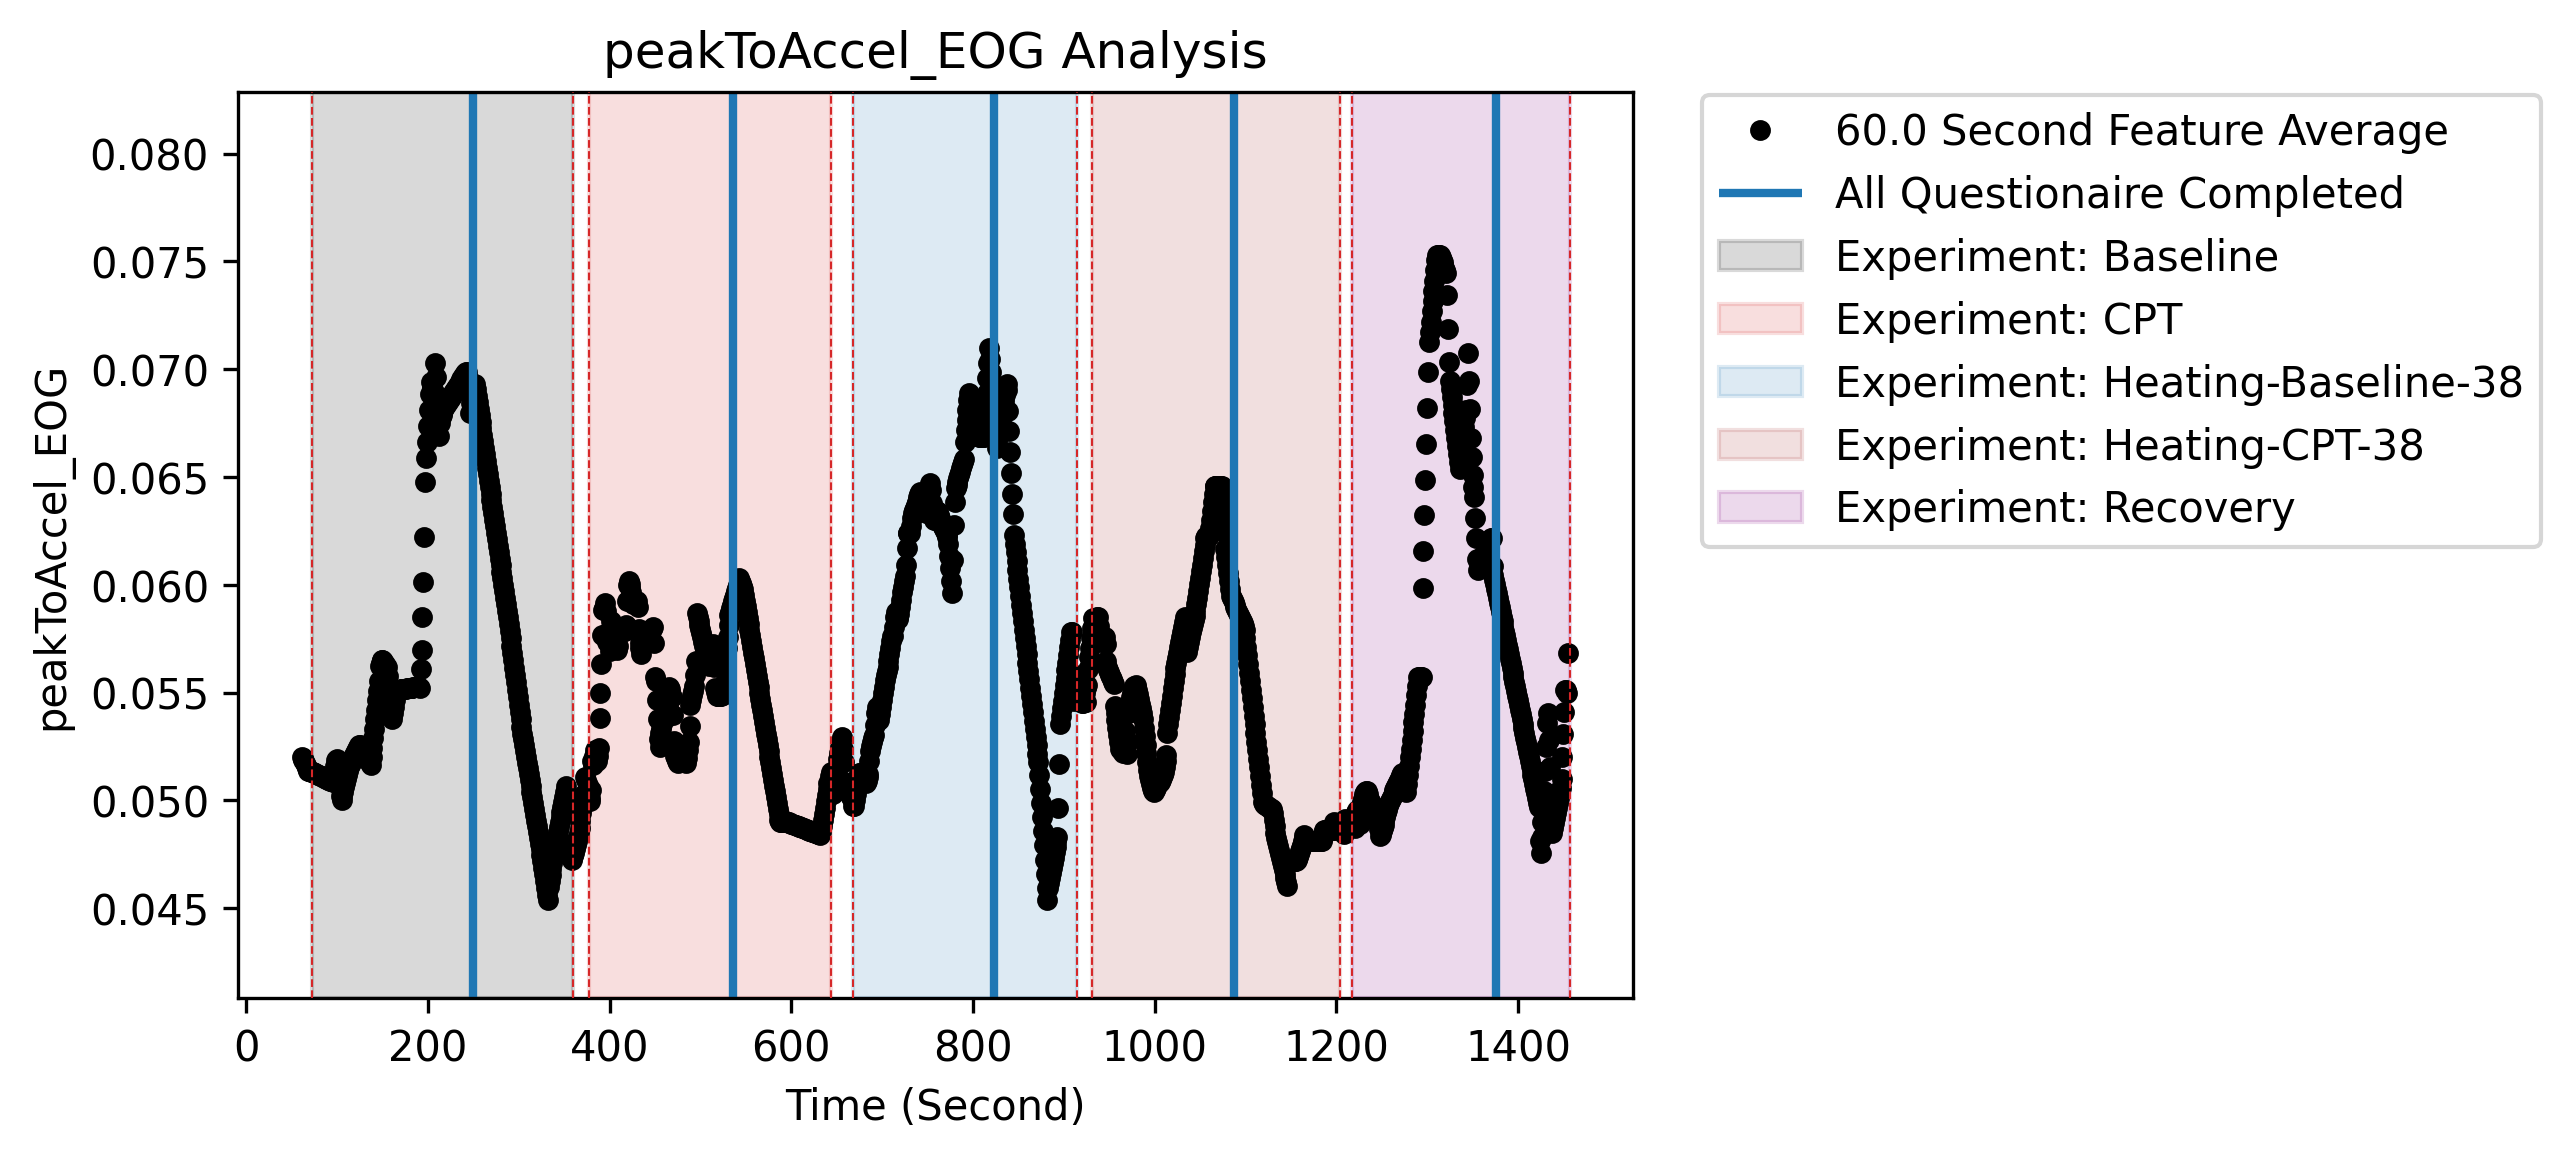 peakToAccel_EOG Analysis
peakToAccel_EOG
0.080
0.075
0.070
0.065
0.060
0.055
0.050
0.045
0 200 400 600 800 1000 1200 1400
Time (Second)
60.0 Second Feature Average
All Questionaire Completed
Experiment: Baseline
Experiment: CPT
Experiment: Heating-Baseline-38
Experiment: Heating-CPT-38
Experiment: Recovery